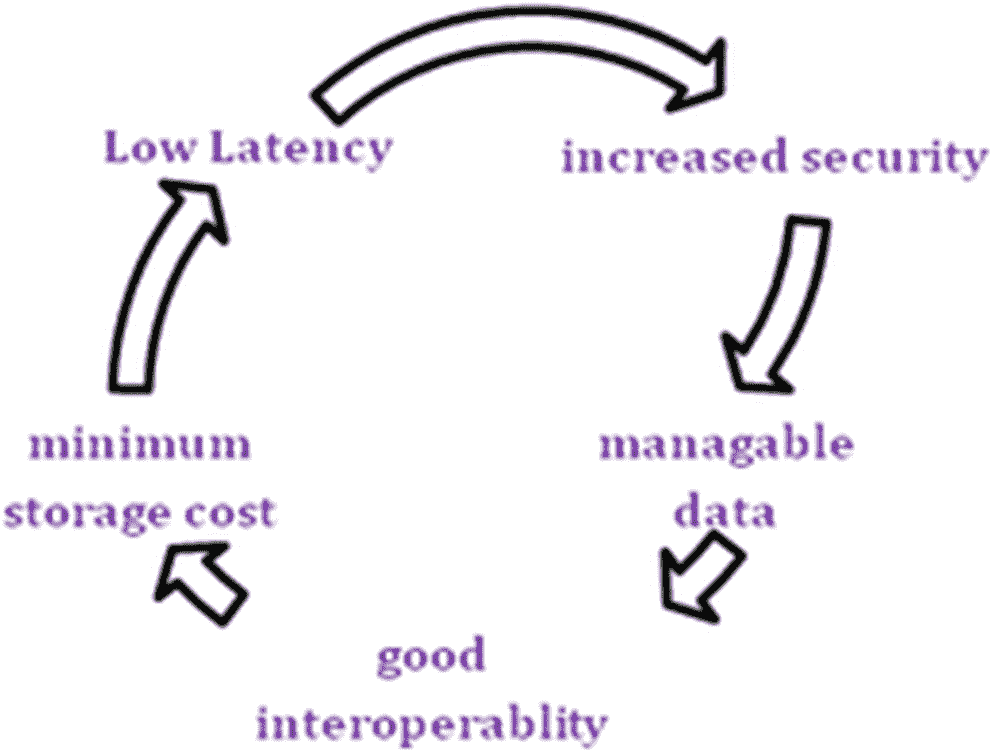 Low Latency
increased security
minimum
storage cost
managable
data
good
interoperablity